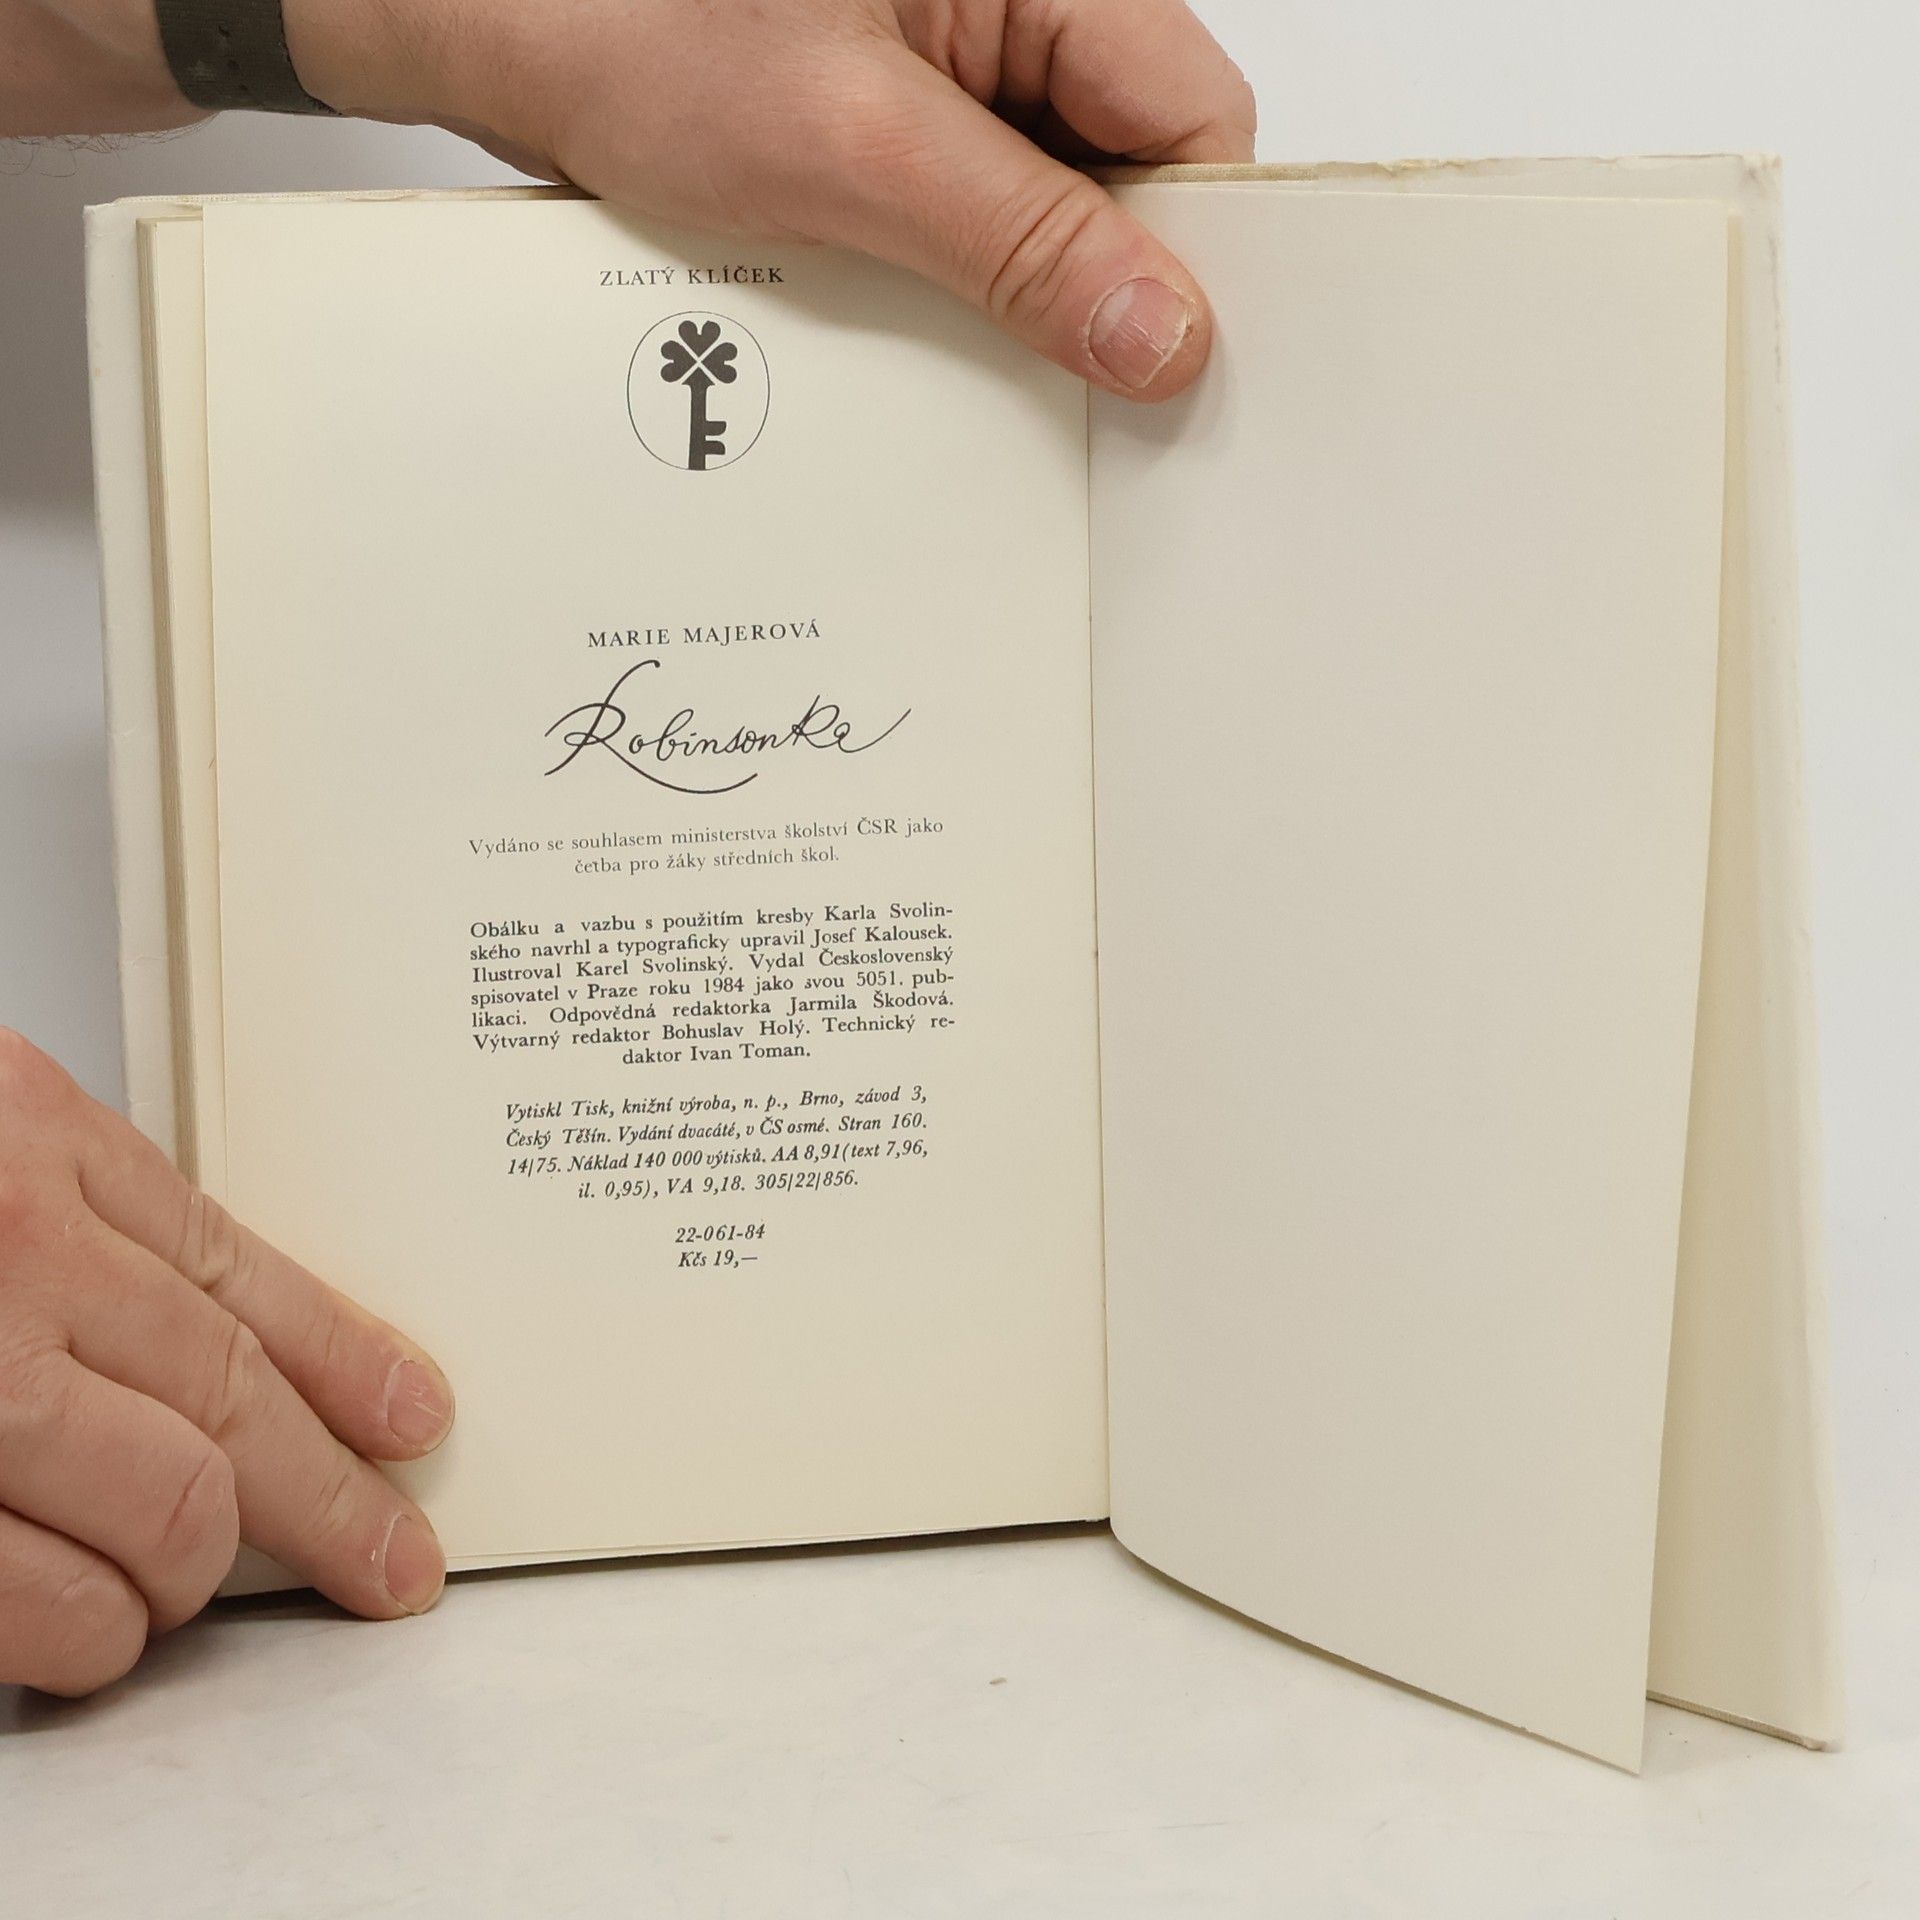 ZLATÝ KLÍČEK
MARIE MAJEROVÁ
Robinsonka
Vydáno se souhlasem ministerstva školství ČSR jako
četba pro žáky středních škol.
Obálku a vazbu s použitím kresby Karla Svolin-
ského navrhl a typograficky upravil Josef Kalousek.
Ilustroval Karel Svolinský. Vydal Československý
spisovatel v Praze roku 1984 jako svou 5051. pub-
likaci. Odpovědná redaktorka Jarmila Škodová.
Výtvarný redaktor Bohuslav Holý. Technický re-
daktor Ivan Toman.
Vytiskl Tisk, knižní výroba, n. p., Brno, závod 3,
Český Těšín. Vydání dvacáté, v ČS osmé. Stran 160.
14/75. Náklad 140 000 výtisků. AA 8,91 (text 7,96,
il. 0,95), VA 9,18. 305/22/856.
22-061-84
Kčs 19,—